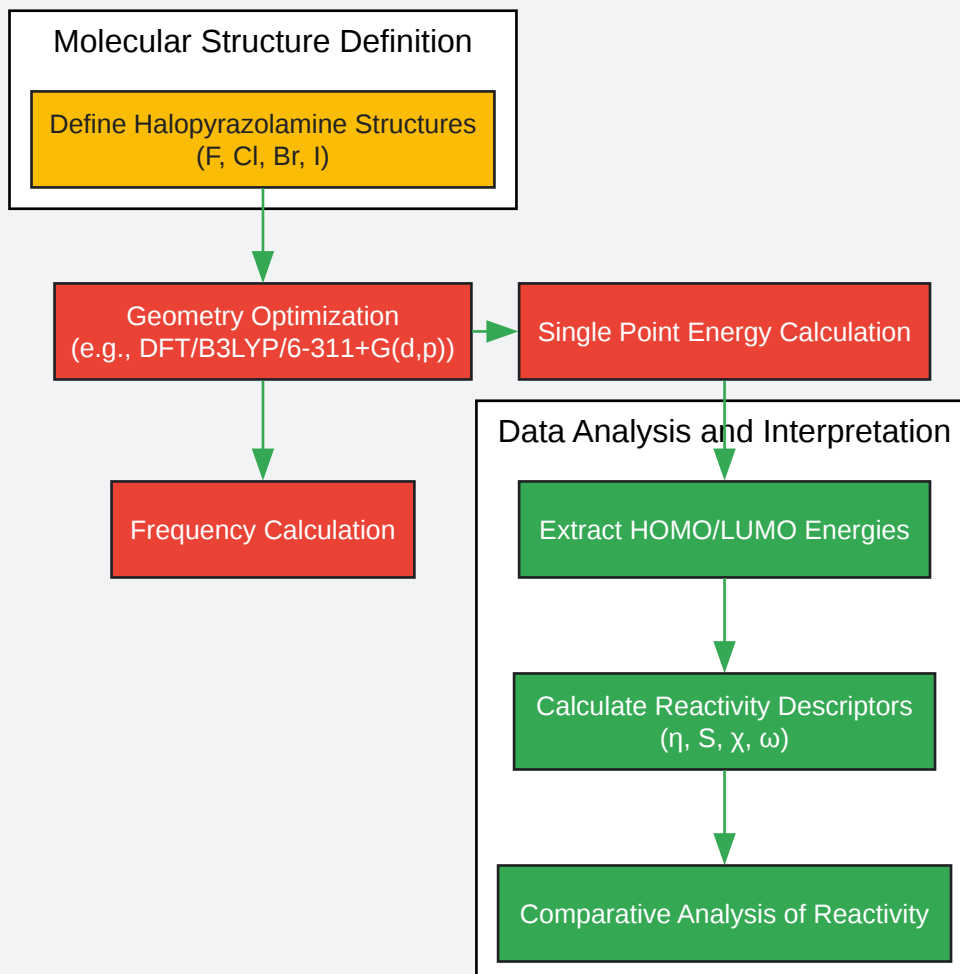 Molecular Structure Definition
Define Halopyrazolamine Structures
(F, Cl, Br, I)
Geometry Optimization
(e.g., DFT/B3LYP/6-311+G(d,p))
Single Point Energy Calculation
Data Analysis and Interpretation
Frequency Calculation
Extract HOMO/LUMO Energies
Calculate Reactivity Descriptors
(η, S, χ, ω)
Comparative Analysis of Reactivity